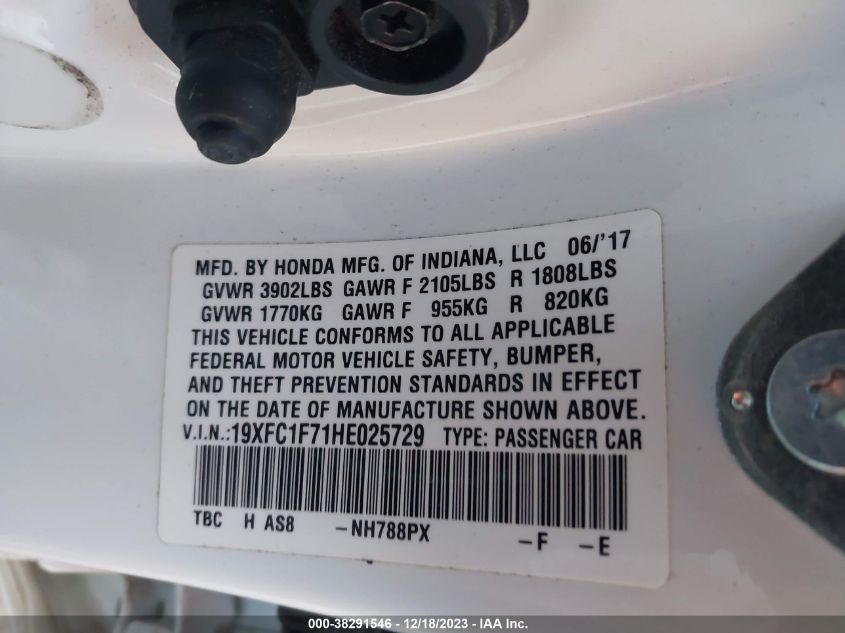 MFD. BY HONDA MFG. OF INDIANA, LLC 06/'17
GVWR 3902LBS GAWR F 2105LBS R 1808LBS
GVWR 1770KG GAWR F 955KG R 820KG
THIS VEHICLE CONFORMS TO ALL APPLICABLE
FEDERAL MOTOR VEHICLE SAFETY, BUMPER,
AND THEFT PREVENTION STANDARDS IN EFFECT
ON THE DATE OF MANUFACTURE SHOWN ABOVE.
V.I.N.:19XFC1F71HE025729 TYPE: PASSENGER CAR
TBC H AS8 -NH788PX -F -E
000-38291546 - 12/18/2023 - IAA Inc.